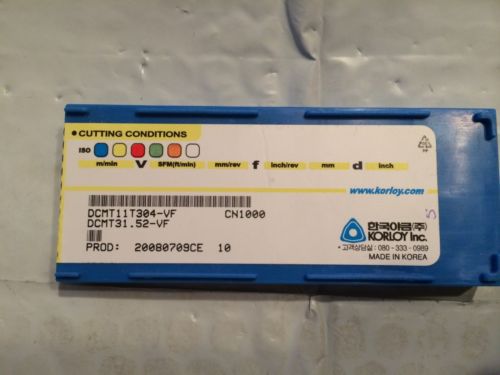 • CUTTING CONDITIONS
ISO
m/min V SFM(ft/min) mm/rev f inch/rev mm d inch
www.korloy.com
DCMT11T304-VF CN1000
DCMT31.52-VF
PROD: 20080709CE 10
한국야금(주)
KORLOY Inc.
• 고객상담실 : 080 - 333 - 0989
MADE IN KOREA
PP